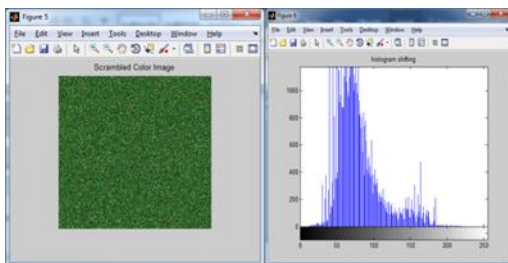 Figure 5
File Edit View Insert Tools Desktop Window Help
Scrambled Color Image
Figure 6
File Edit View Insert Tools Desktop Window Help
histogram shifting
1000
800
600
400
200
0
0 50 100 150 200 250